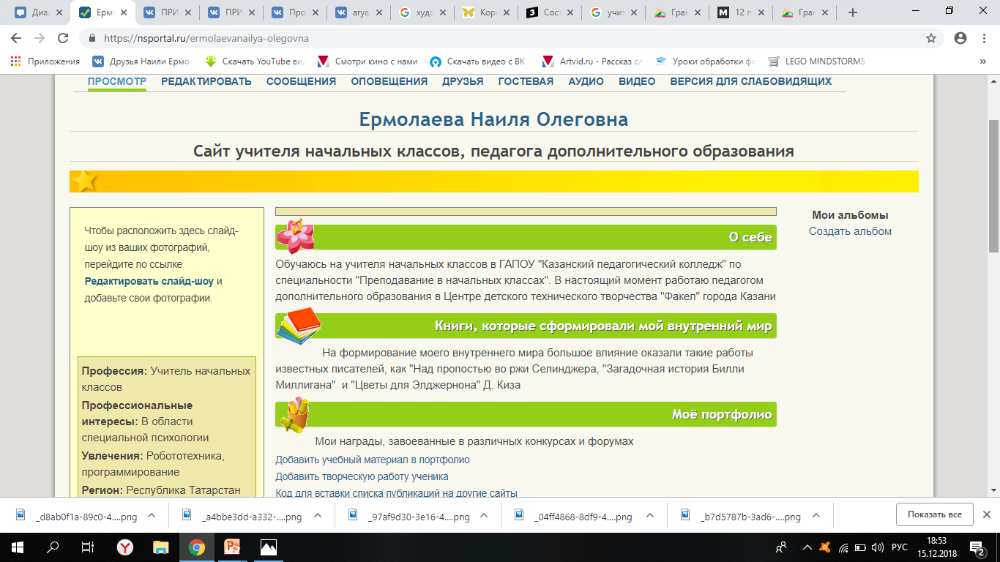 Диал
Ермо
ПРИ
ПРИ
Про
arya
худо
Кор
Сост
учит
Гран
12 п
Гран
https://nsportal.ru/ermolaevanailya-olegovna
Приложения
Друзья Наили Ермол
Скачать YouTube вид
Смотри кино с нами
Скачать видео с ВК -
Artvid.ru - Рассказ сл
Уроки обработки фо
LEGO MINDSTORMS
»
ПРОСМОТР РЕДАКТИРОВАТЬ СООБЩЕНИЯ ОПОВЕЩЕНИЯ ДРУЗЬЯ ГОСТЕВАЯ АУДИО ВИДЕО ВЕРСИЯ ДЛЯ СЛАБОВИДЯЩИХ
Ермолаева Наиля Олеговна
Сайт учителя начальных классов, педагога дополнительного образования
Чтобы расположить здесь слайд-
шоу из ваших фотографий,
перейдите по ссылке
Редактировать слайд-шоу и
добавьте свои фотографии.
Профессия: Учитель начальных
классов
Профессиональные
интересы: В области
специальной психологии
Увлечения: Робототехника,
программирование
Регион: Республика Татарстан
О себе
Обучаюсь на учителя начальных классов в ГАПОУ "Казанский педагогический колледж" по
специальности "Преподавание в начальных классах". В настоящий момент работаю педагогом
дополнительного образования в Центре детского технического творчества "Факел" города Казани
Книги, которые сформировали мой внутренний мир
На формирование моего внутреннего мира большое влияние оказали такие работы
известных писателей, как "Над пропостью во ржи Селинджера, "Загадочная история Билли
Миллигана" и "Цветы для Элджернона" Д. Киза
Моё портфолио
Мои награды, завоеванные в различных конкурсах и форумах
Добавить учебный материал в портфолио
Добавить творческую работу ученика
Код для вставки списка публикаций на другие сайты
Мои альбомы
Создать альбом
_d8ab0f1a-89c0-4....png
_a4bbe3dd-a332-....png
_97af9d30-3e16-4....png
_04ff4868-8df9-4....png
_b7d5787b-3ad6-....png
Показать все
РУС
18:53
15.12.2018
2